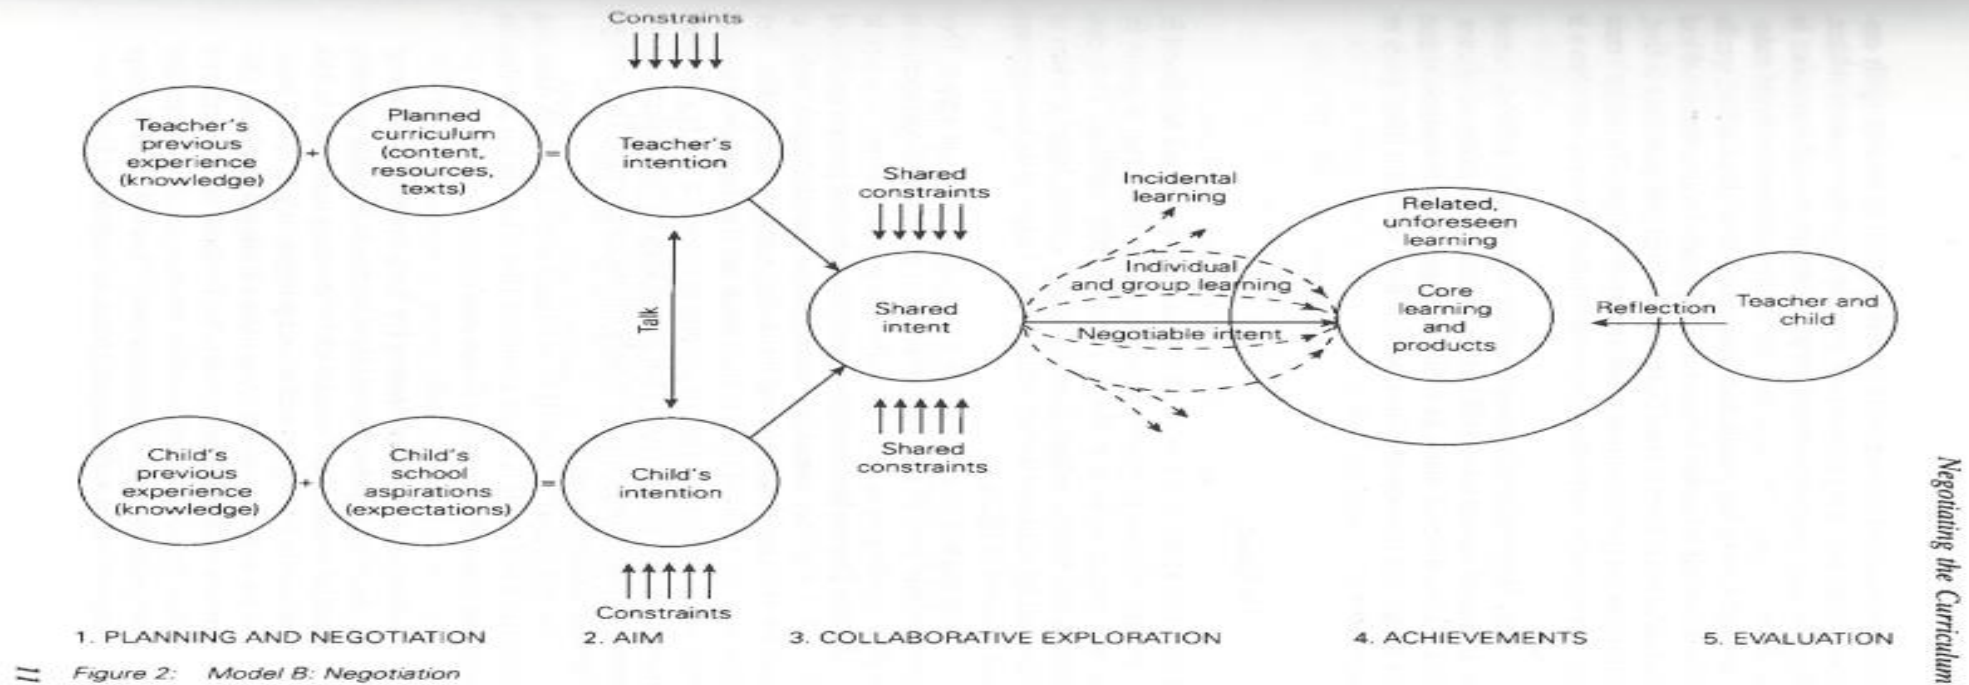 Constraints
Teacher's
previous
experience
(knowledge)
+
Planned
curriculum
(content,
resources,
texts)
=
Teacher's
intention
Talk
Child's
previous
experience
(knowledge)
+
Child's
school
aspirations
(expectations)
=
Child's
intention
Constraints
Shared
constraints
Shared
intent
Shared
constraints
Incidental
learning
Individual
and group learning
Negotiable intent
Related,
unforeseen
learning
Core
learning
and
products
Reflection
Teacher and
child
1. PLANNING AND NEGOTIATION
2. AIM
3. COLLABORATIVE EXPLORATION
4. ACHIEVEMENTS
5. EVALUATION
11
Figure 2: Model B: Negotiation
Negotiating the Curriculum